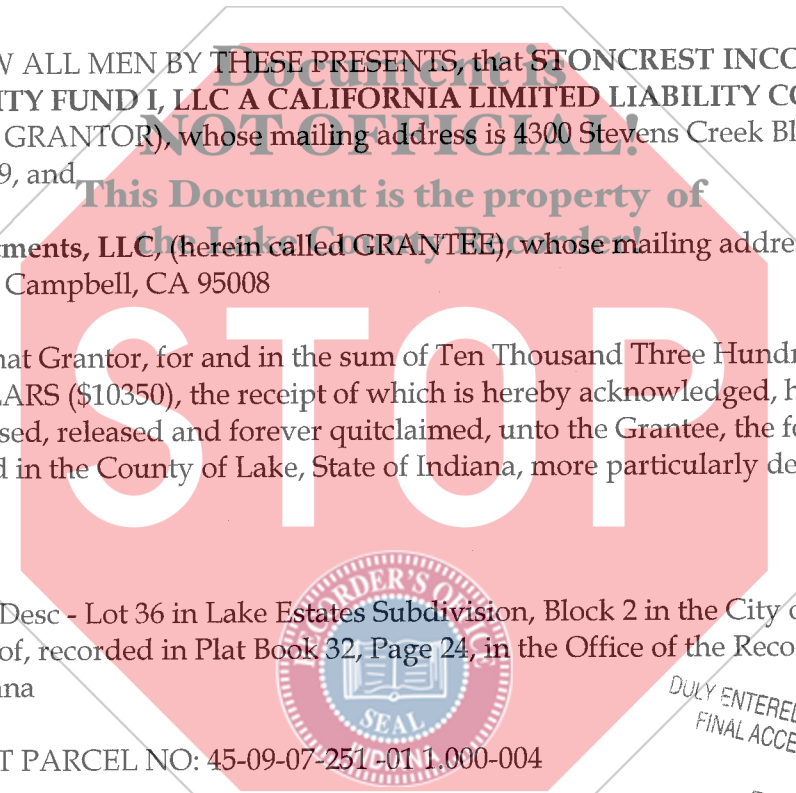 W ALL MEN BY THESE PRESENTS, that STONCREST INCO
ITY FUND I, LLC A CALIFORNIA LIMITED LIABILITY CO
GRANTOR), whose mailing address is 4300 Stevens Creek Bl
9, and
Document is
NOT OFFICIAL!
This Document is the property of
the Lake County Recorder!
tments, LLC, (herein called GRANTEE), whose mailing addre
Campbell, CA 95008
hat Grantor, for and in the sum of Ten Thousand Three Hundr
LARS ($10350), the receipt of which is hereby acknowledged, h
sed, released and forever quitclaimed, unto the Grantee, the fo
d in the County of Lake, State of Indiana, more particularly de
STOP
Desc - Lot 36 in Lake Estates Subdivision, Block 2 in the City o
of, recorded in Plat Book 32, Page 24, in the Office of the Reco
ana
RECORDER'S OFFICE
SEAL
INDIANA
DULY ENTERED
FINAL ACCE
T PARCEL NO: 45-09-07-251 -01 1.000-004